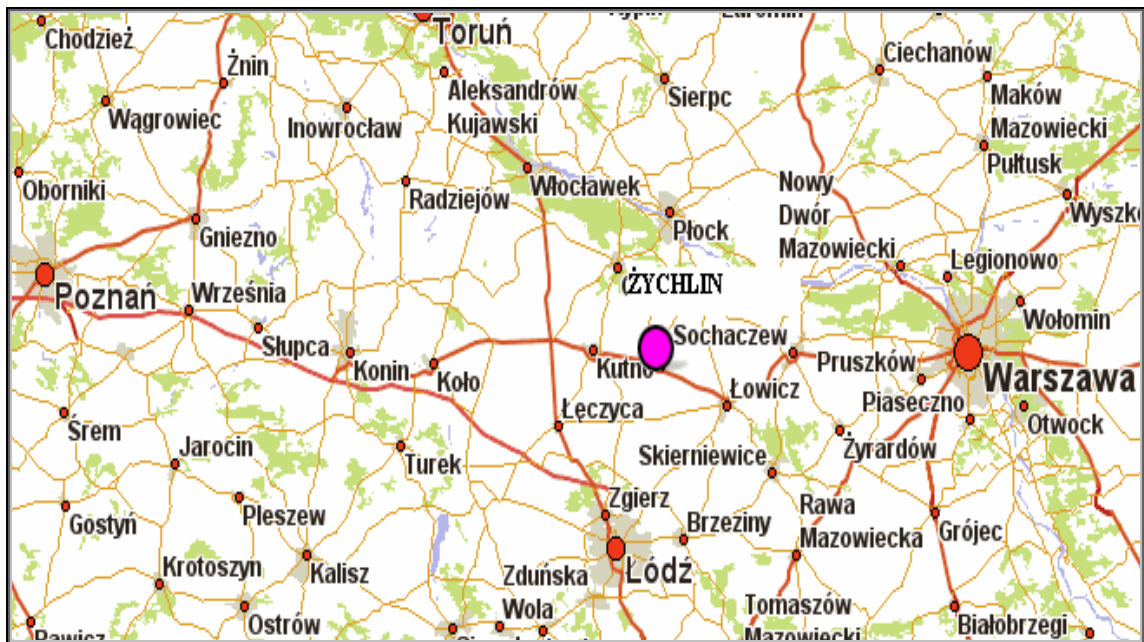 Chodzież
Toruń
Żnin
Ciechanów
Aleksandrów
Kujawski
Sierpc
Maków
Mazowiecki
Wągrowiec
Inowrocław
Pułtusk
Oborniki
Radziejów
Włocławek
Nowy
Dwór
Mazowiecki
Gniezno
Płock
Legionowo
Poznań
Września
ŻYCHLIN
Wołomin
Słupca
Konin
Koło
Kutno
Sochaczew
Pruszków
Warszawa
Łowicz
Piaseczno
Otwock
Śrem
Łęczyca
Jarocin
Turek
Skierniewice
Żyrardów
Gostyń
Pleszew
Zgierz
Brzeziny
Rawa
Mazowiecka
Grójec
Krotoszyn
Kalisz
Zduńska
Wola
Łódź
Ostrów
Tomaszów
Mazowiecki
Białobrzegi